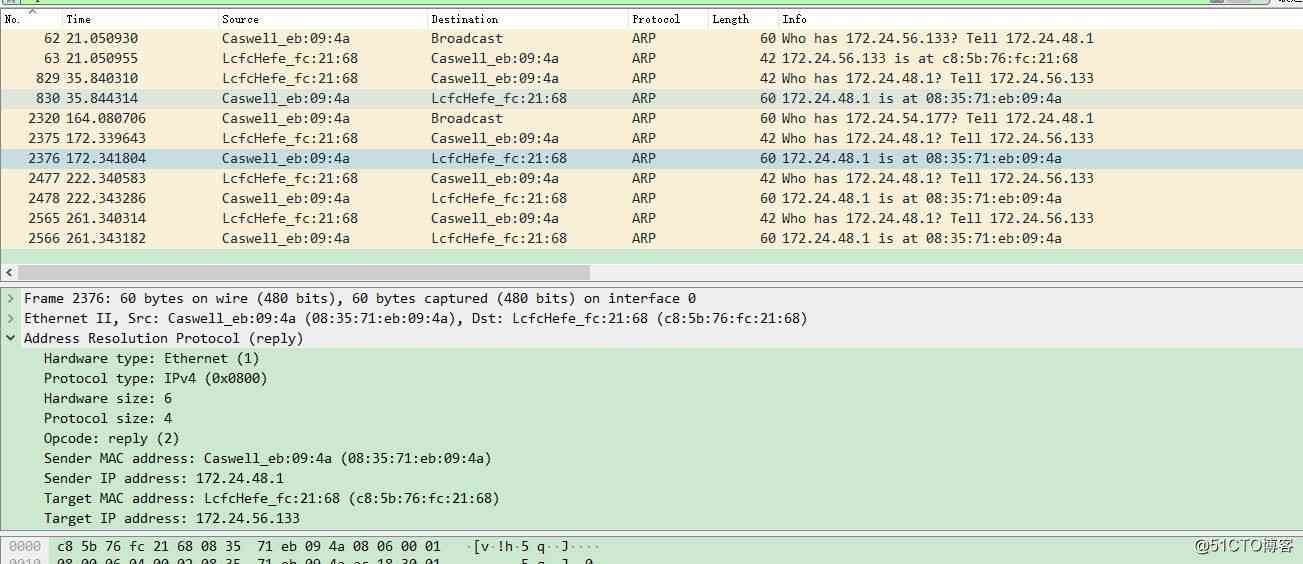 No. Time Source Destination Protocol Length Info
62 21.050930 Caswell_eb:09:4a Broadcast ARP 60 Who has 172.24.56.133? Tell 172.24.48.1
63 21.050955 LcfcHefe_fc:21:68 Caswell_eb:09:4a ARP 42 172.24.56.133 is at c8:5b:76:fc:21:68
829 35.840310 LcfcHefe_fc:21:68 Caswell_eb:09:4a ARP 42 Who has 172.24.48.1? Tell 172.24.56.133
830 35.844314 Caswell_eb:09:4a LcfcHefe_fc:21:68 ARP 60 172.24.48.1 is at 08:35:71:eb:09:4a
2320 164.080706 Caswell_eb:09:4a Broadcast ARP 60 Who has 172.24.54.177? Tell 172.24.48.1
2375 172.339643 LcfcHefe_fc:21:68 Caswell_eb:09:4a ARP 42 Who has 172.24.48.1? Tell 172.24.56.133
2376 172.341804 Caswell_eb:09:4a LcfcHefe_fc:21:68 ARP 60 172.24.48.1 is at 08:35:71:eb:09:4a
2477 222.340583 LcfcHefe_fc:21:68 Caswell_eb:09:4a ARP 42 Who has 172.24.48.1? Tell 172.24.56.133
2478 222.343286 Caswell_eb:09:4a LcfcHefe_fc:21:68 ARP 60 172.24.48.1 is at 08:35:71:eb:09:4a
2565 261.340314 LcfcHefe_fc:21:68 Caswell_eb:09:4a ARP 42 Who has 172.24.48.1? Tell 172.24.56.133
2566 261.343182 Caswell_eb:09:4a LcfcHefe_fc:21:68 ARP 60 172.24.48.1 is at 08:35:71:eb:09:4a
Frame 2376: 60 bytes on wire (480 bits), 60 bytes captured (480 bits) on interface 0
Ethernet II, Src: Caswell_eb:09:4a (08:35:71:eb:09:4a), Dst: LcfcHefe_fc:21:68 (c8:5b:76:fc:21:68)
Address Resolution Protocol (reply)
Hardware type: Ethernet (1)
Protocol type: IPv4 (0x0800)
Hardware size: 6
Protocol size: 4
Opcode: reply (2)
Sender MAC address: Caswell_eb:09:4a (08:35:71:eb:09:4a)
Sender IP address: 172.24.48.1
Target MAC address: LcfcHefe_fc:21:68 (c8:5b:76:fc:21:68)
Target IP address: 172.24.56.133
0000 c8 5b 76 fc 21 68 08 35 71 eb 09 4a 08 06 00 01 ·[v·!h·5 q··J····
@51CTO博客